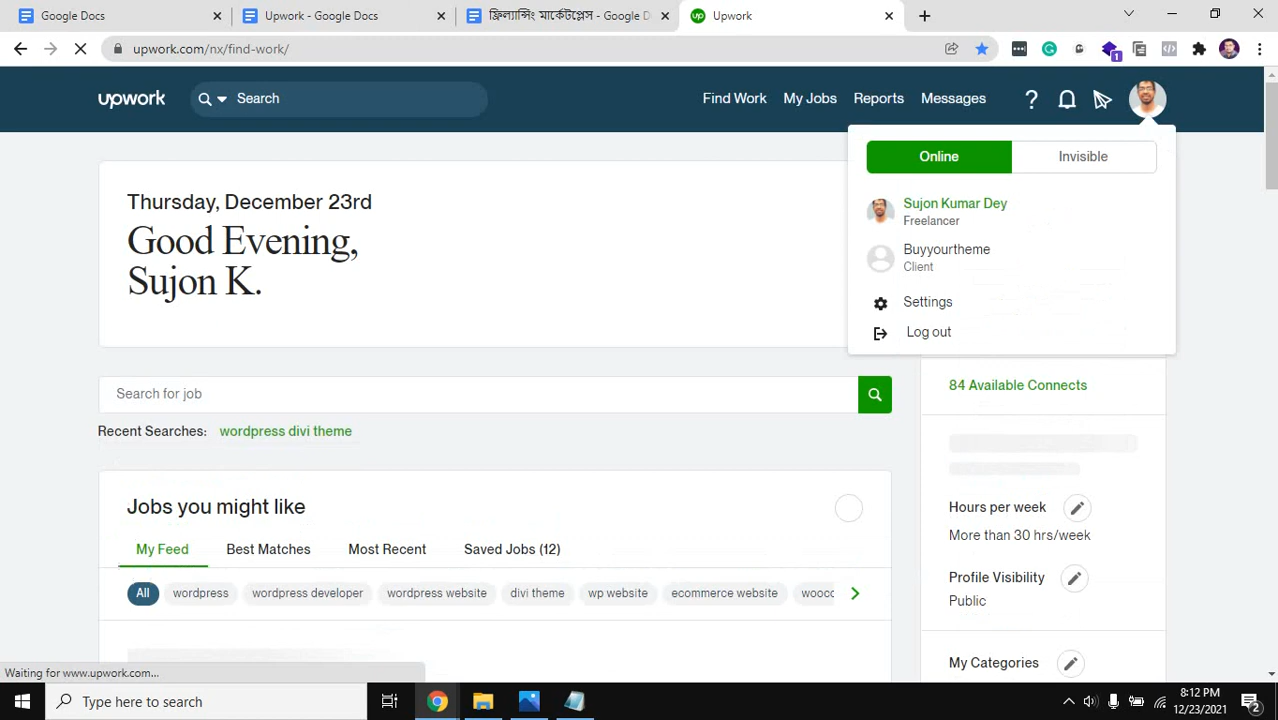 Google Docs
Upwork - Google Docs
ফ্রিল্যান্সিং মার্কেটপ্লেস - Google D
Upwork
upwork.com/nx/find-work/
1
upwork
Search
Find Work
My Jobs
Reports
Messages
Online
Invisible
Sujon Kumar Dey
Freelancer
Buyyourtheme
Client
Settings
Log out
Thursday, December 23rd
Good Evening,
Sujon K.
Search for job
Recent Searches: wordpress divi theme
84 Available Connects
Jobs you might like
My Feed
Best Matches
Most Recent
Saved Jobs (12)
All
wordpress
wordpress developer
wordpress website
divi theme
wp website
ecommerce website
wooco
Hours per week
More than 30 hrs/week
Profile Visibility
Public
My Categories
Waiting for www.upwork.com...
Type here to search
8:12 PM
12/23/2021
2